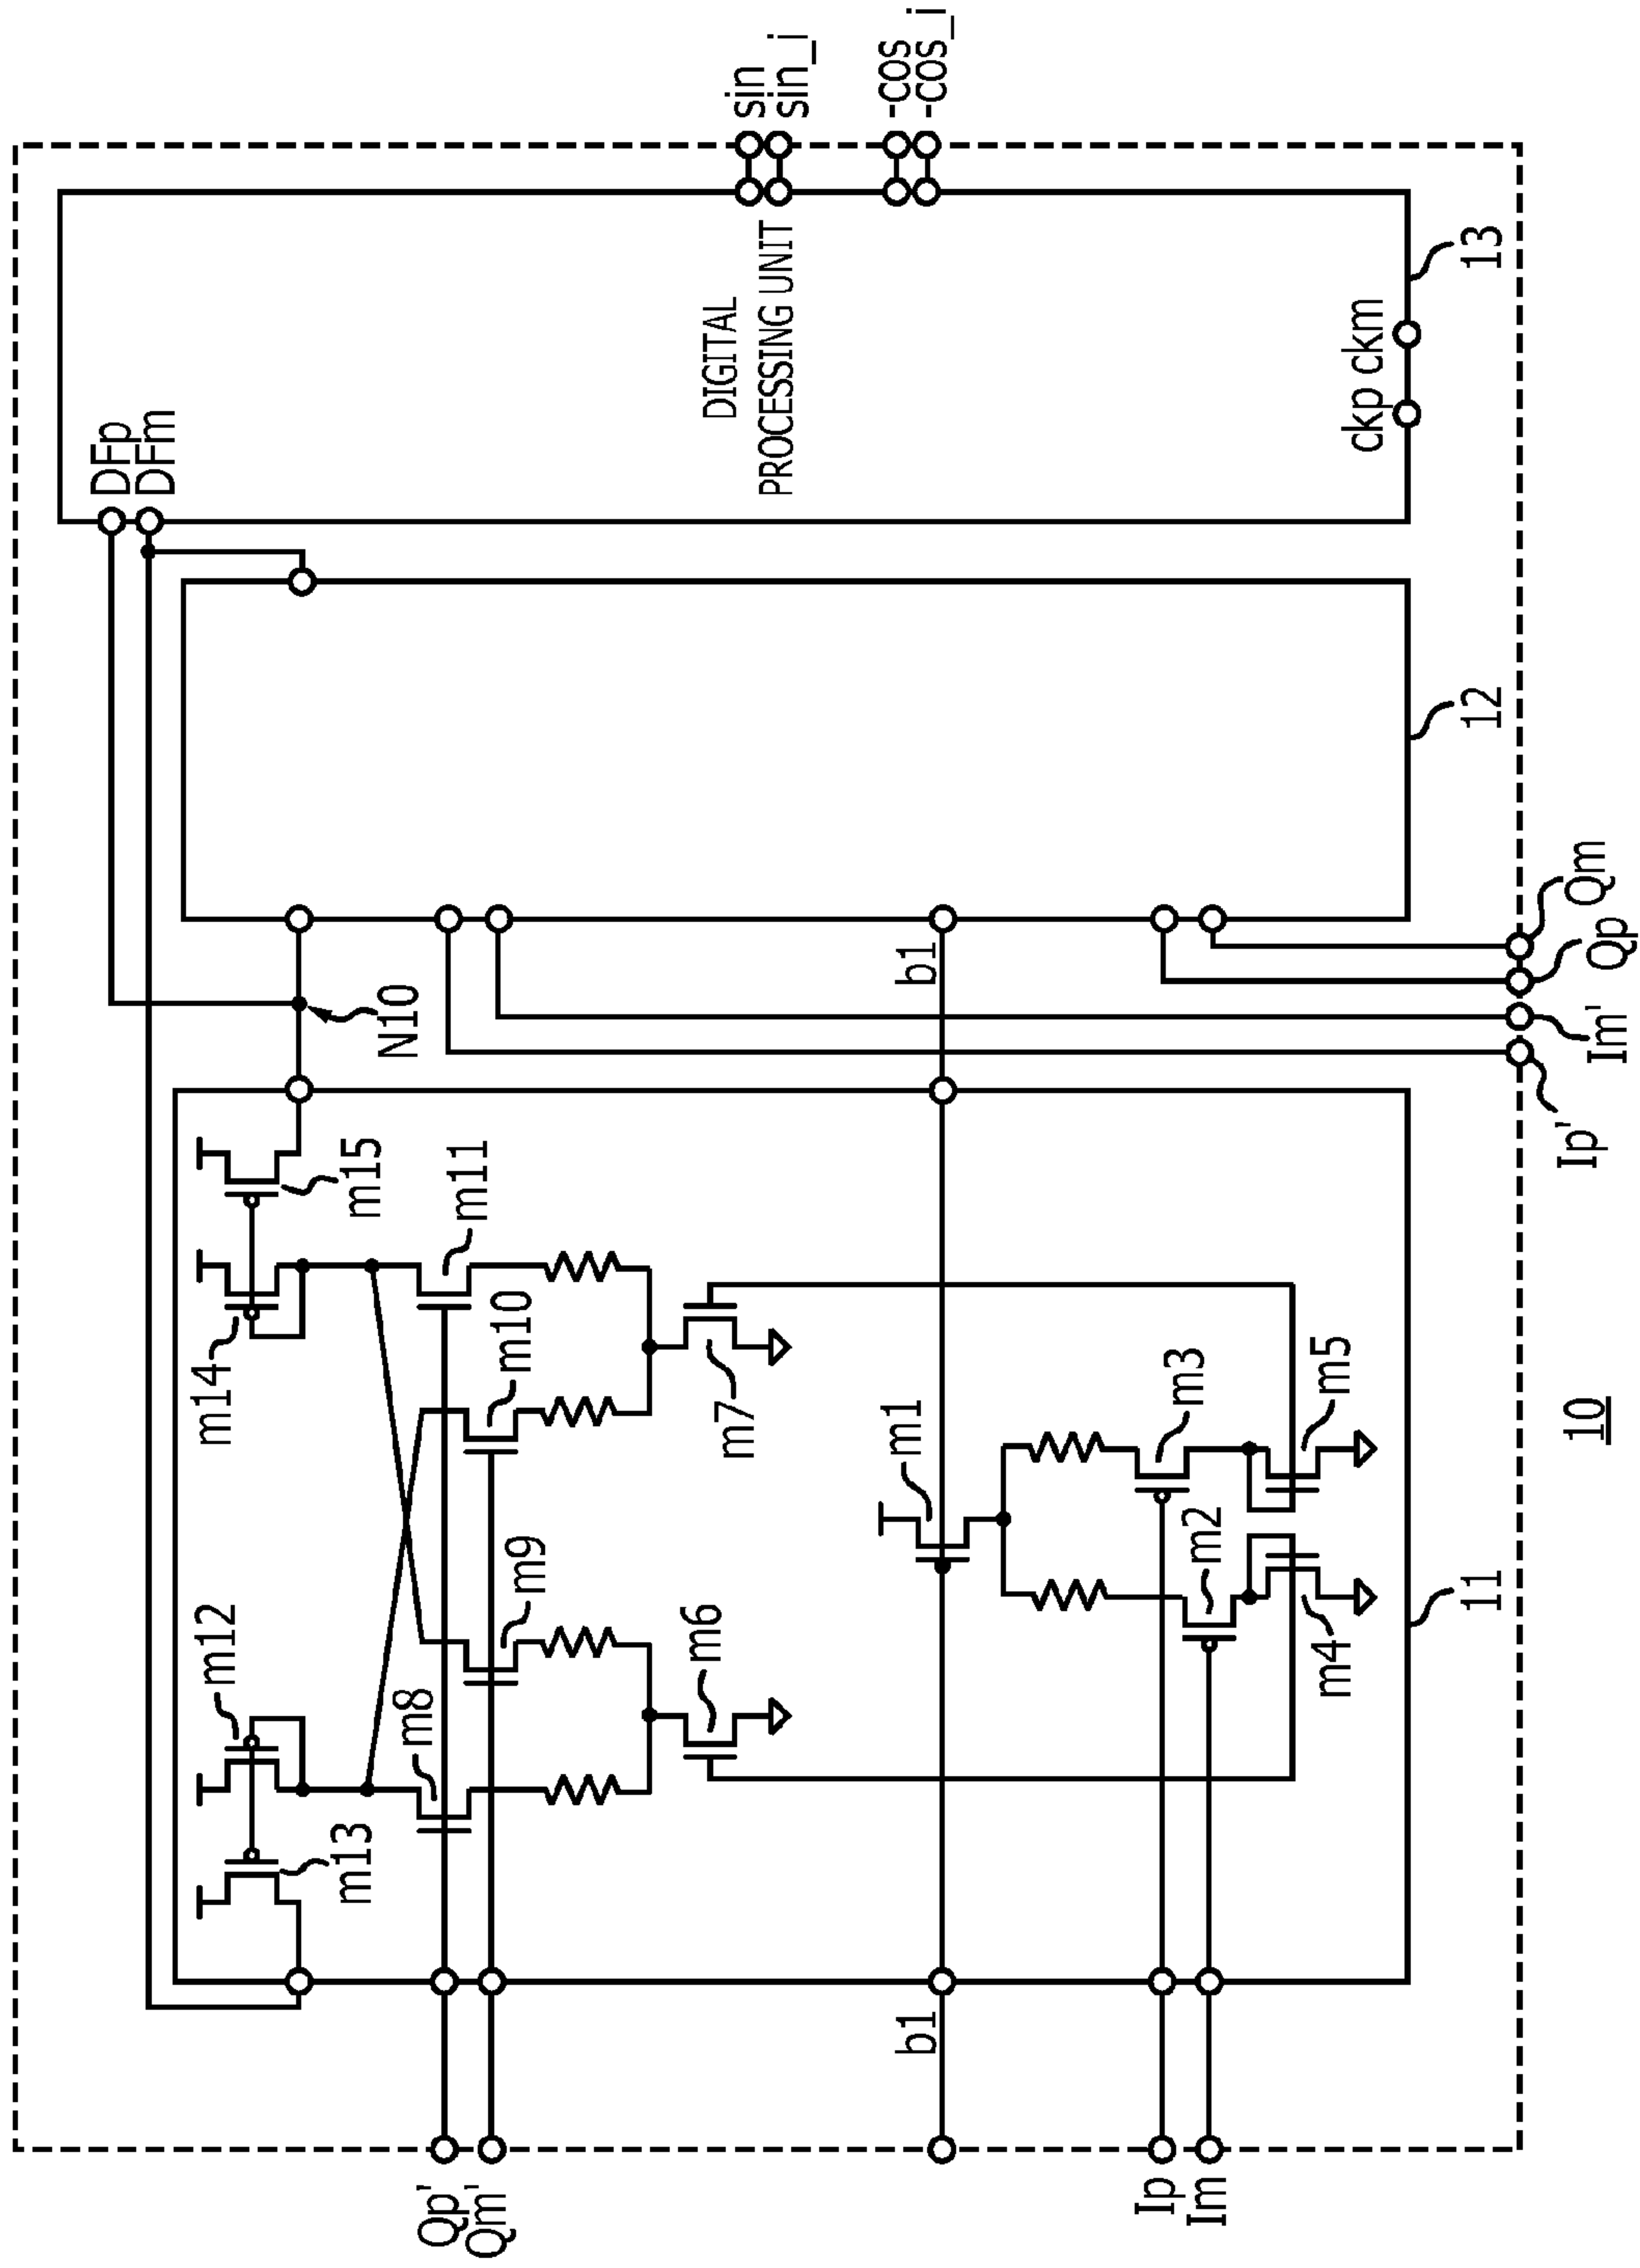 Qp'
Qm'
b1
Ip
Im
m13
m12
m14
m15
m8
m9
m10
m11
m6
m7
m1
m2
m3
m4
m5
11
N10
b1
Ip'
Im'
Qp
Qm
12
DFp
DFm
DIGITAL
PROCESSING UNIT
ckp ckm
13
sin
sin_i
-cos
-cos_i
10